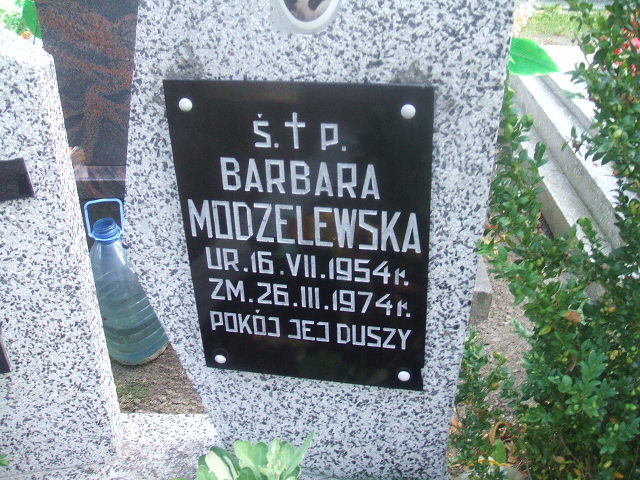 Ś. † P.
BARBARA
MODZELEWSKA
UR. 16. VII. 1954 r.
ZM. 26. III. 1974 r.
POKÓJ JEJ DUSZY